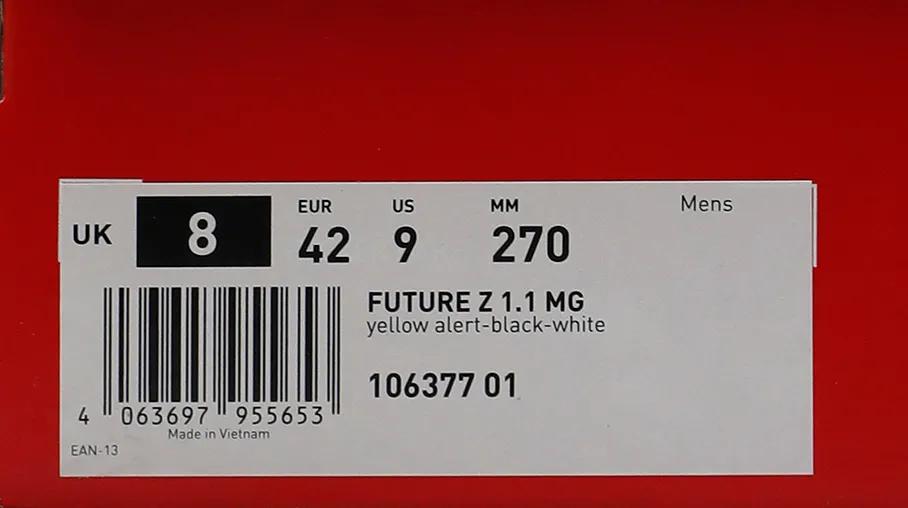 UK 8 EUR 42 US 9 MM 270 Mens
FUTURE Z 1.1 MG
yellow alert-black-white
106377 01
4 063697 955653
Made in Vietnam
EAN-13